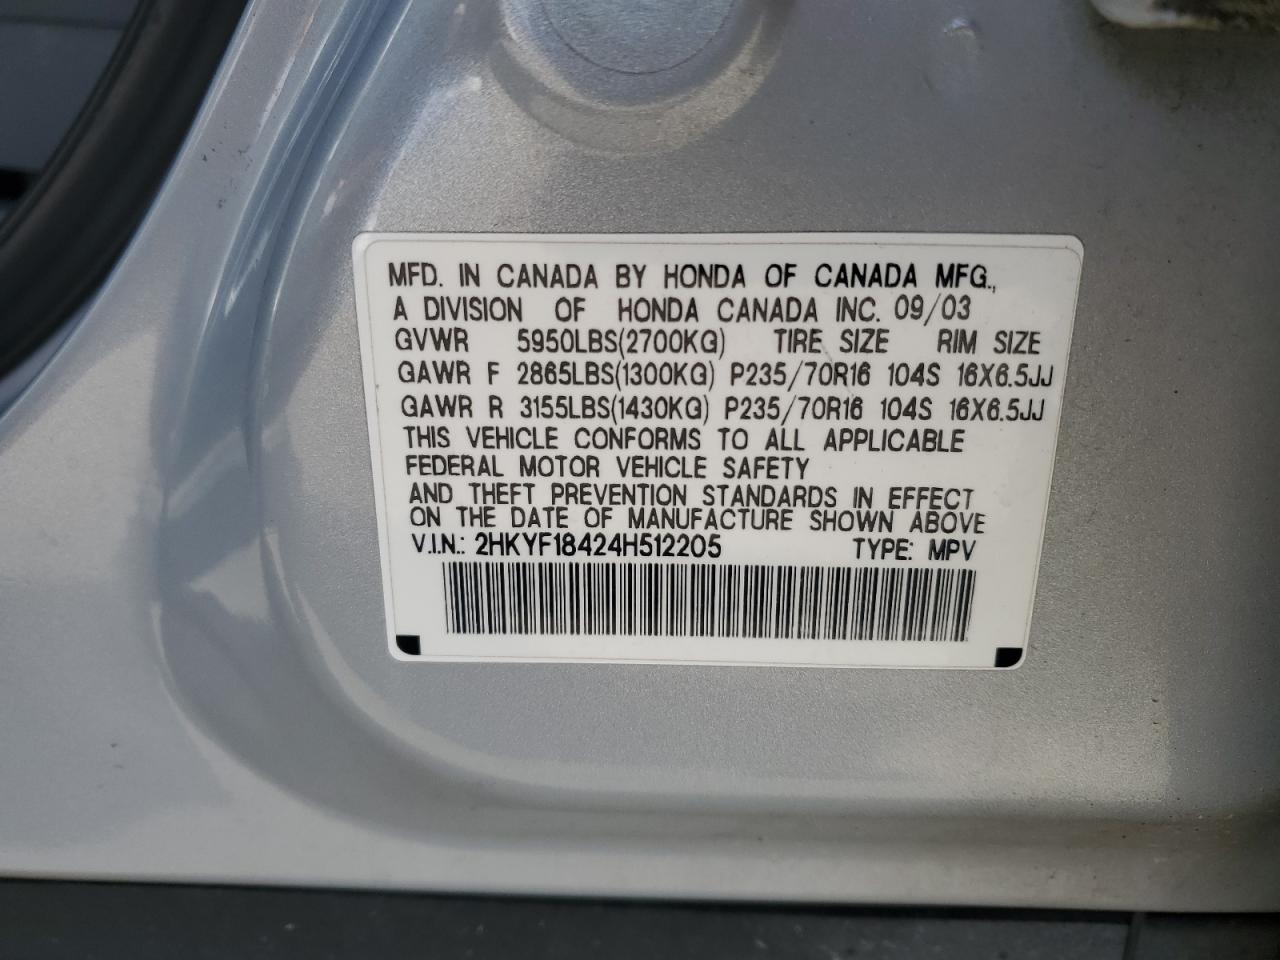 MFD. IN CANADA BY HONDA OF CANADA MFG.,
A DIVISION OF HONDA CANADA INC. 09/03
GVWR 5950LBS(2700KG) TIRE SIZE RIM SIZE
GAWR F 2865LBS(1300KG) P235/70R16 104S 16X6.5JJ
GAWR R 3155LBS(1430KG) P235/70R16 104S 16X6.5JJ
THIS VEHICLE CONFORMS TO ALL APPLICABLE
FEDERAL MOTOR VEHICLE SAFETY
AND THEFT PREVENTION STANDARDS IN EFFECT
ON THE DATE OF MANUFACTURE SHOWN ABOVE
V.I.N.: 2HKYF18424H512205 TYPE: MPV